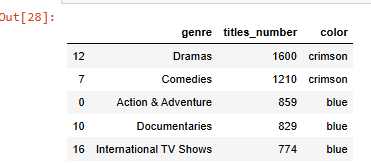 Out[28]:
genre titles_number color
12 Dramas 1600 crimson
7 Comedies 1210 crimson
0 Action & Adventure 859 blue
10 Documentaries 829 blue
16 International TV Shows 774 blue